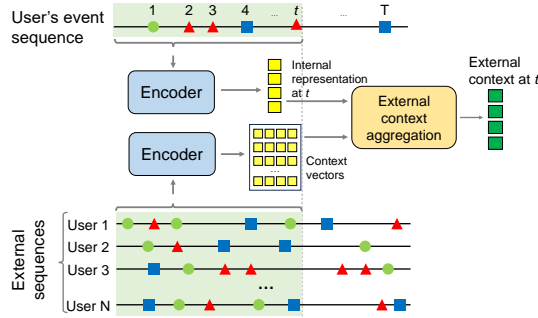 User's event
sequence
1 2 3 4 ... t ... T
Encoder
Internal
representation
at t
External
context
aggregation
External
context at t
Encoder
...
Context
vectors
External
sequences
User 1
User 2
User 3
...
User N